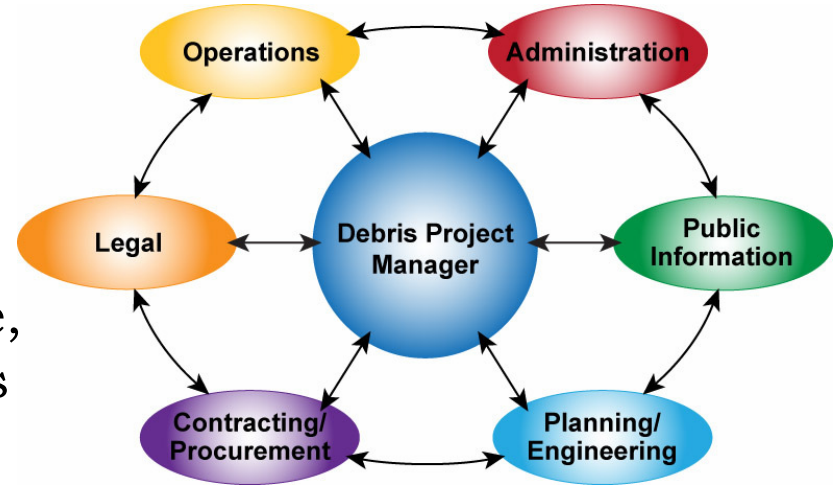 Operations
Administration
Legal
Debris Project
Manager
Public
Information
Contracting/
Procurement
Planning/
Engineering